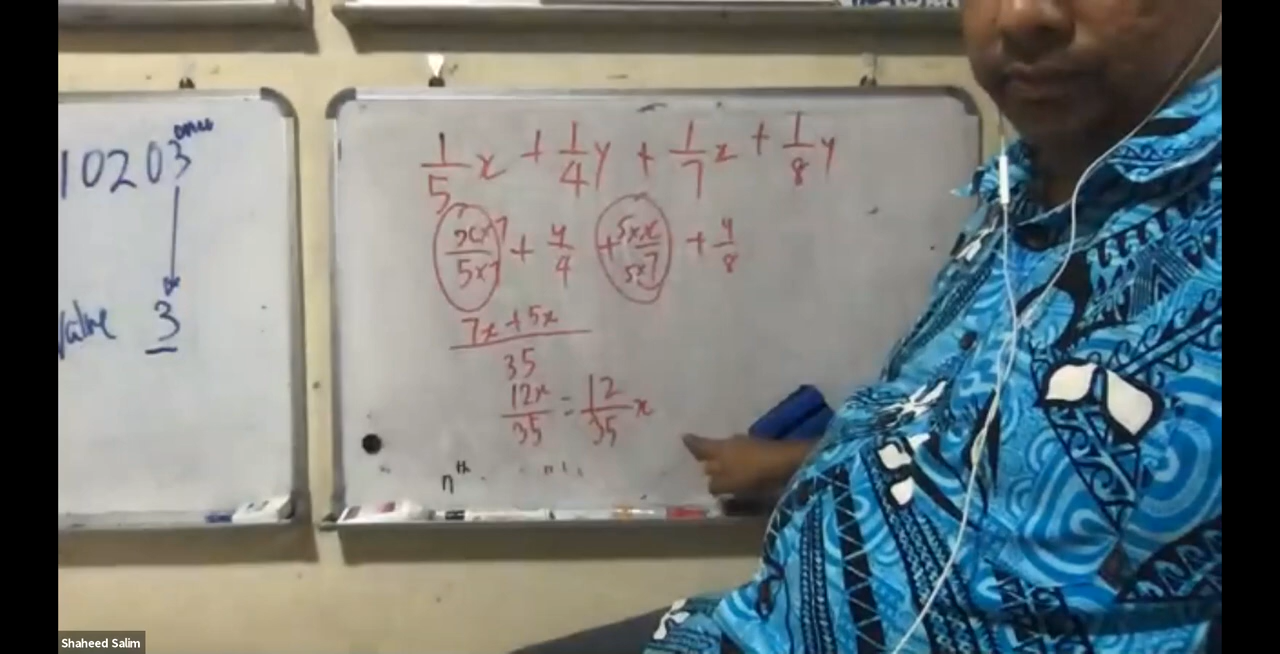 once
10203
Value 3
1/5 x + 1/4 y + 1/7 x + 1/8 y
x×7/5×7 + y/4 + 5×x/5×7 + y/8
7x + 5x/35
12x/35 = 12/35 x
nth
Shaheed Salim